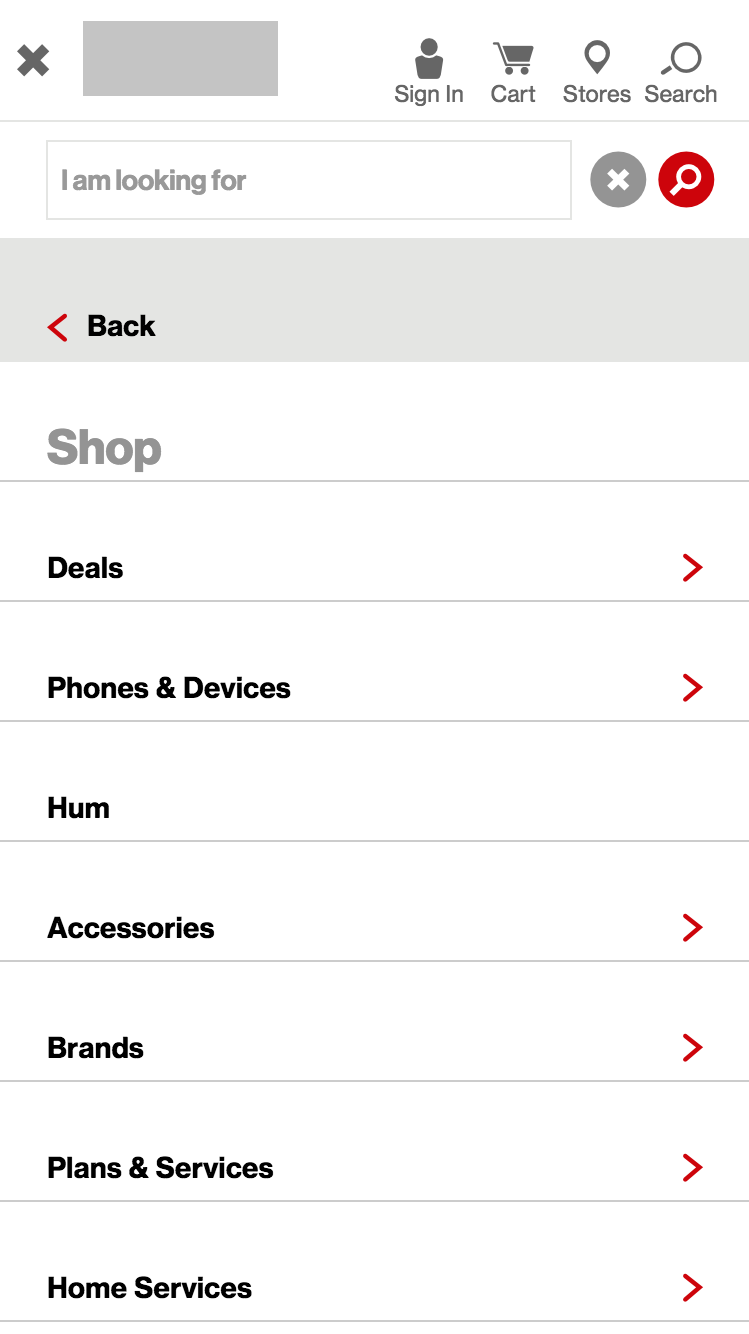 Sign In Cart Stores Search
I am looking for
Back
Shop
Deals
Phones & Devices
Hum
Accessories
Brands
Plans & Services
Home Services